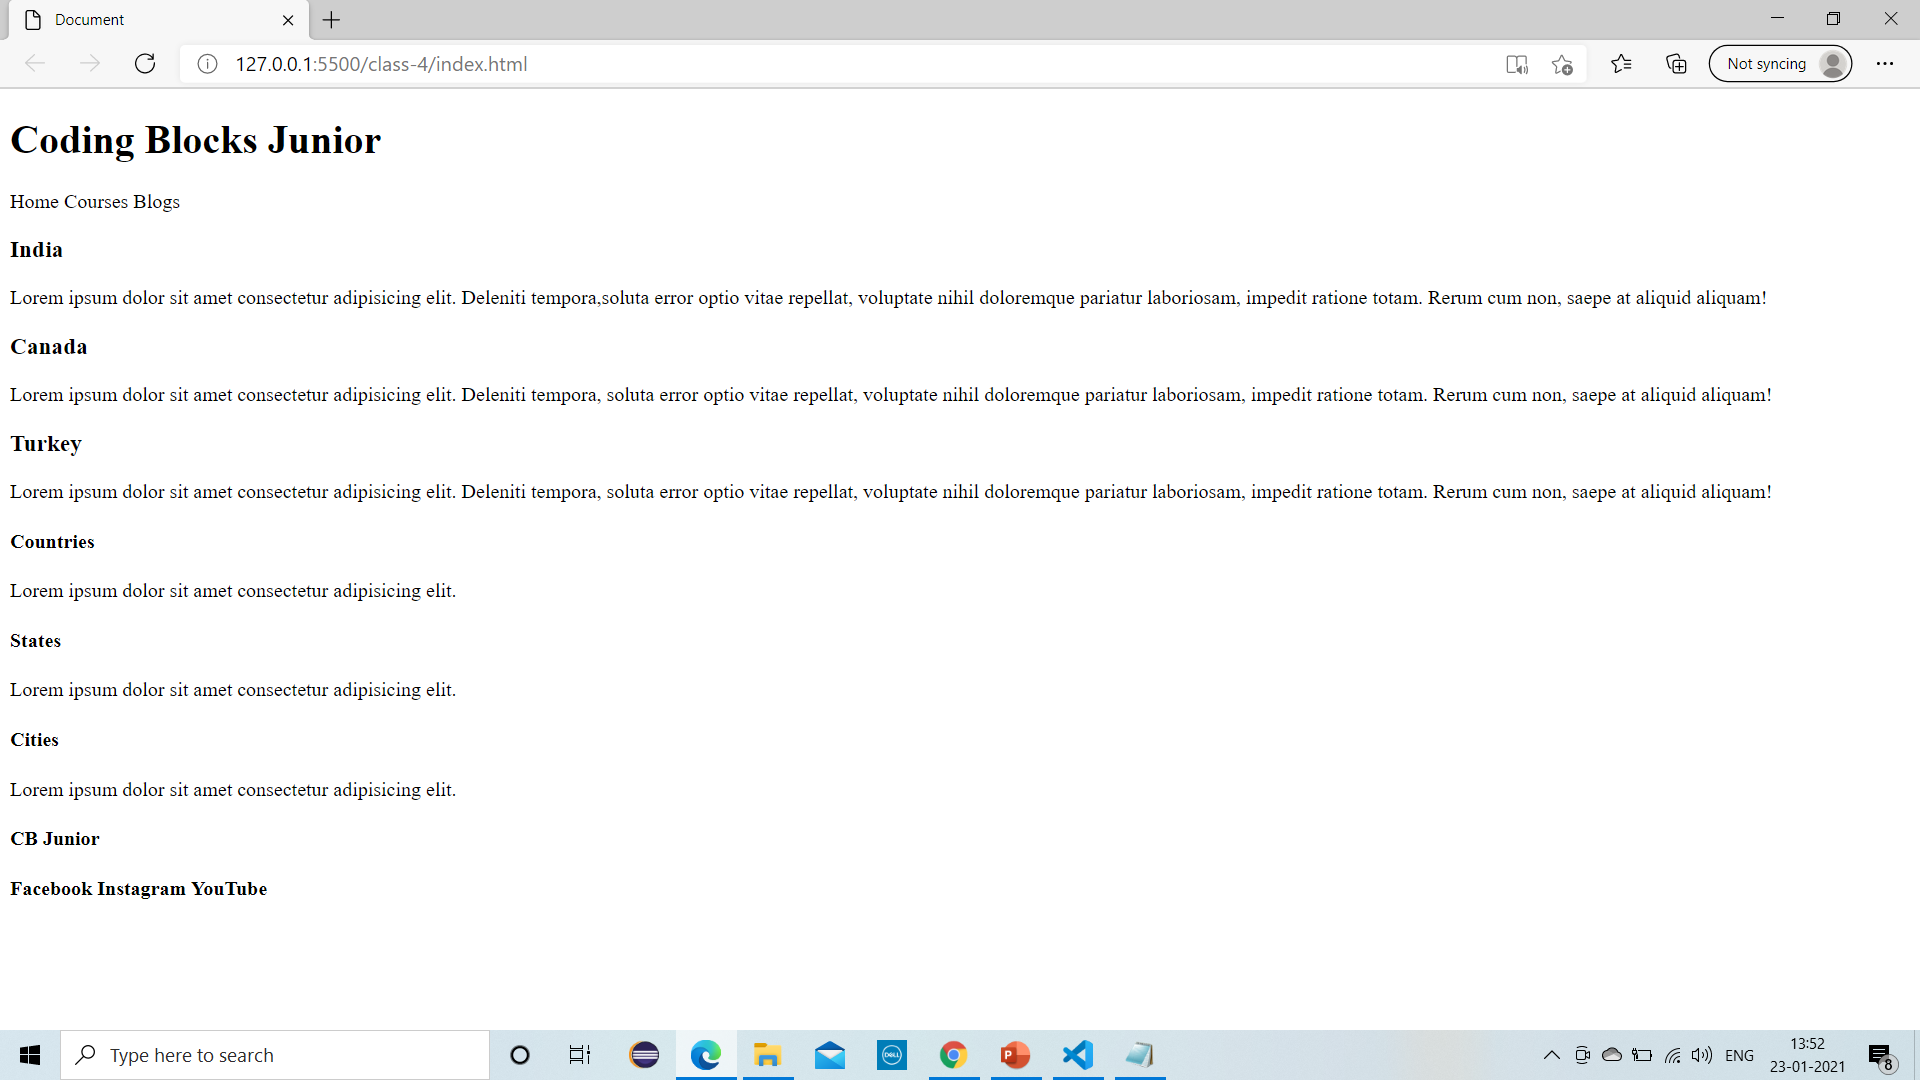 Document
127.0.0.1:5500/class-4/index.html
Not syncing
Coding Blocks Junior
Home Courses Blogs
India
Lorem ipsum dolor sit amet consectetur adipisicing elit. Deleniti tempora,soluta error optio vitae repellat, voluptate nihil doloremque pariatur laboriosam, impedit ratione totam. Rerum cum non, saepe at aliquid aliquam!
Canada
Lorem ipsum dolor sit amet consectetur adipisicing elit. Deleniti tempora, soluta error optio vitae repellat, voluptate nihil doloremque pariatur laboriosam, impedit ratione totam. Rerum cum non, saepe at aliquid aliquam!
Turkey
Lorem ipsum dolor sit amet consectetur adipisicing elit. Deleniti tempora, soluta error optio vitae repellat, voluptate nihil doloremque pariatur laboriosam, impedit ratione totam. Rerum cum non, saepe at aliquid aliquam!
Countries
Lorem ipsum dolor sit amet consectetur adipisicing elit.
States
Lorem ipsum dolor sit amet consectetur adipisicing elit.
Cities
Lorem ipsum dolor sit amet consectetur adipisicing elit.
CB Junior
Facebook Instagram YouTube
Type here to search
DELL
P
ENG
13:52
23-01-2021
8